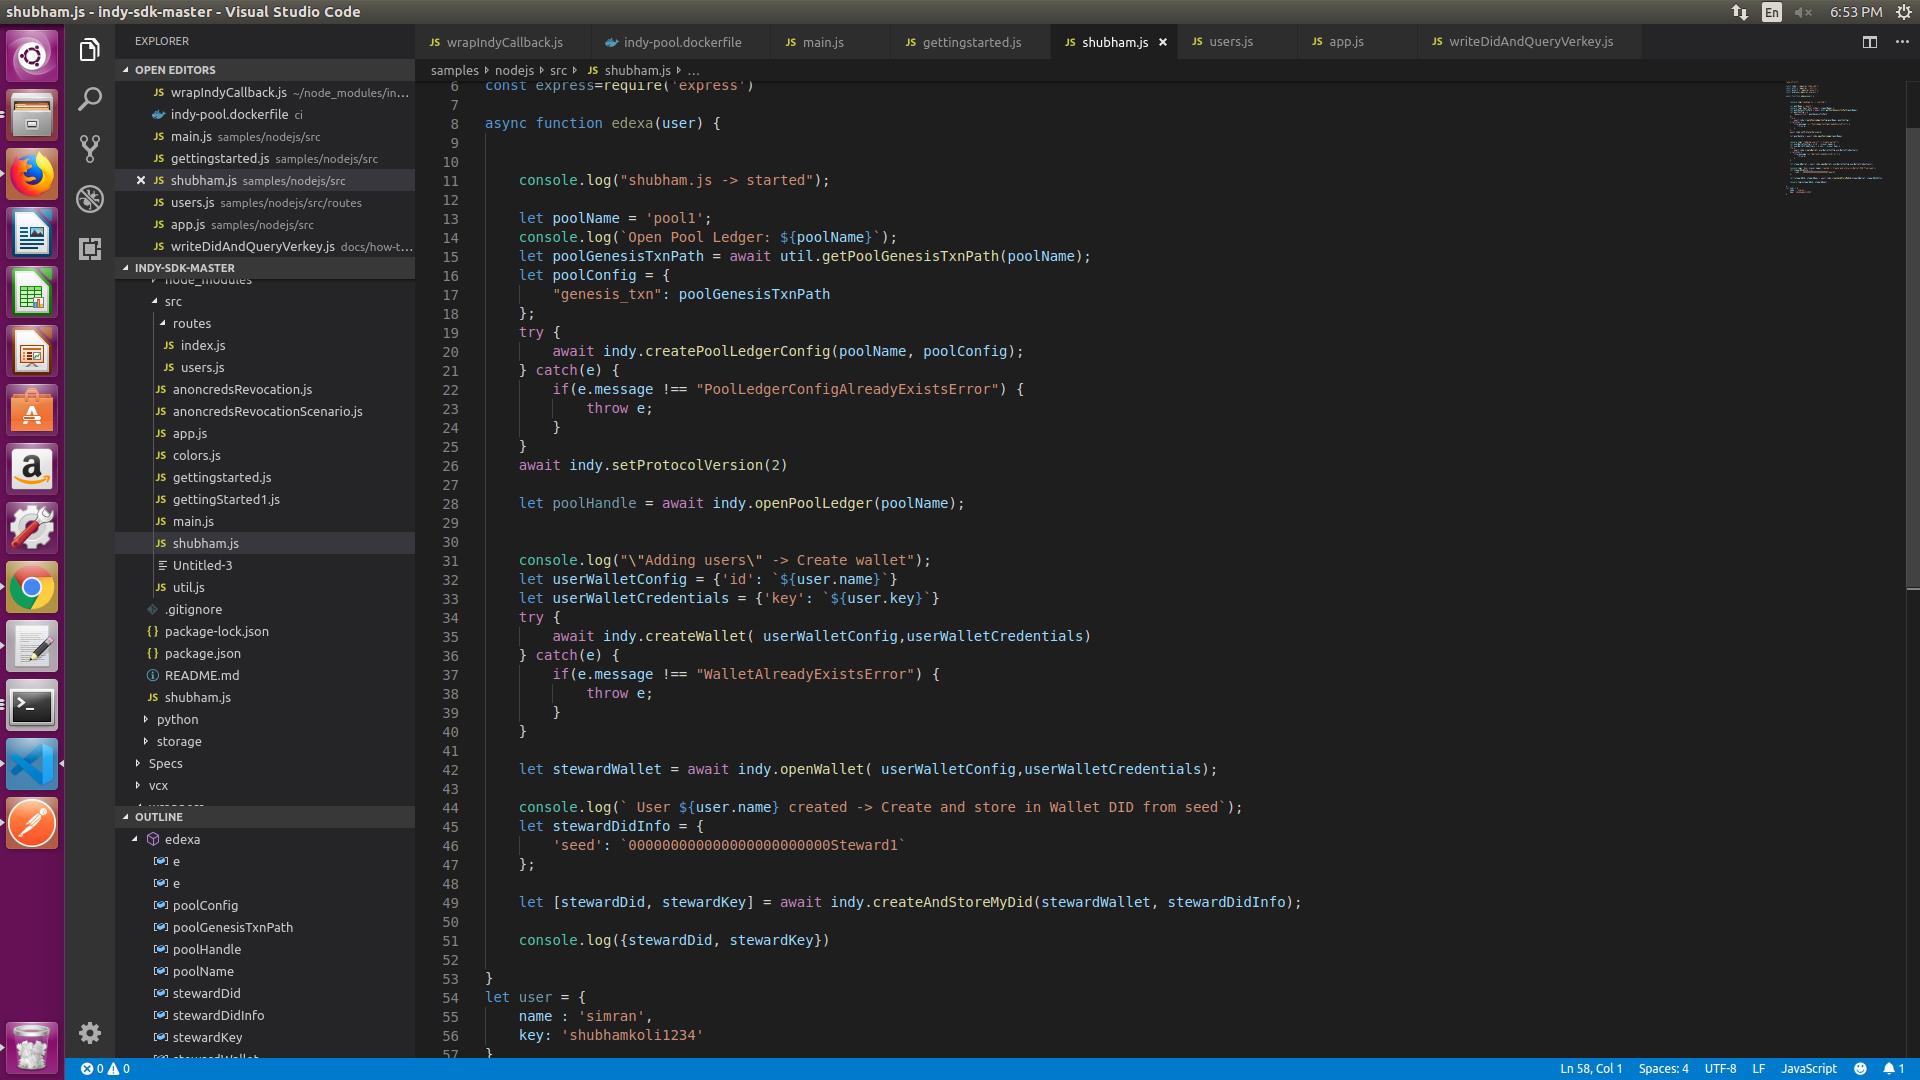 shubham.js - indy-sdk-master - Visual Studio Code
En
6:53 PM
EXPLORER
OPEN EDITORS
wrapIndyCallback.js ~/node_modules/in...
indy-pool.dockerfile ci
main.js samples/nodejs/src
gettingstarted.js samples/nodejs/src
shubham.js samples/nodejs/src
users.js samples/nodejs/src/routes
app.js samples/nodejs/src
writeDidAndQueryVerkey.js docs/how-t...
INDY-SDK-MASTER
node_modules
src
routes
JS index.js
JS users.js
JS anoncredsRevocation.js
JS anoncredsRevocationScenario.js
JS app.js
JS colors.js
JS gettingstarted.js
JS gettingStarted1.js
JS main.js
JS shubham.js
Untitled-3
JS util.js
.gitignore
{} package-lock.json
{} package.json
README.md
JS shubham.js
python
storage
Specs
vcx
OUTLINE
edexa
e
e
poolConfig
poolGenesisTxnPath
poolHandle
poolName
stewardDid
stewardDidInfo
stewardKey
stewardWallet
JS wrapIndyCallback.js
indy-pool.dockerfile
JS main.js
JS gettingstarted.js
JS shubham.js ×
JS users.js
JS app.js
JS writeDidAndQueryVerkey.js
samples nodejs src JS shubham.js ...
6 const express=require('express')
7
8 async function edexa(user) {
9
10
11 console.log("shubham.js -> started");
12
13 let poolName = 'pool1';
14 console.log(`Open Pool Ledger: ${poolName}`);
15 let poolGenesisTxnPath = await util.getPoolGenesisTxnPath(poolName);
16 let poolConfig = {
17 "genesis_txn": poolGenesisTxnPath
18 };
19 try {
20 await indy.createPoolLedgerConfig(poolName, poolConfig);
21 } catch(e) {
22 if(e.message !== "PoolLedgerConfigAlreadyExistsError") {
23 throw e;
24 }
25 }
26 await indy.setProtocolVersion(2)
27
28 let poolHandle = await indy.openPoolLedger(poolName);
29
30
31 console.log("\"Adding users\" -> Create wallet");
32 let userWalletConfig = {'id': `${user.name}`}
33 let userWalletCredentials = {'key': `${user.key}`}
34 try {
35 await indy.createWallet( userWalletConfig,userWalletCredentials)
36 } catch(e) {
37 if(e.message !== "WalletAlreadyExistsError") {
38 throw e;
39 }
40 }
41
42 let stewardWallet = await indy.openWallet( userWalletConfig,userWalletCredentials);
43
44 console.log(` User ${user.name} created -> Create and store in Wallet DID from seed`);
45 let stewardDidInfo = {
46 'seed': `000000000000000000000000Steward1`
47 };
48
49 let [stewardDid, stewardKey] = await indy.createAndStoreMyDid(stewardWallet, stewardDidInfo);
50
51 console.log({stewardDid, stewardKey})
52
53 }
54 let user = {
55 name : 'simran',
56 key: 'shubhamkoli1234'
57 }
0 0
Ln 58, Col 1 Spaces: 4 UTF-8 LF JavaScript 1